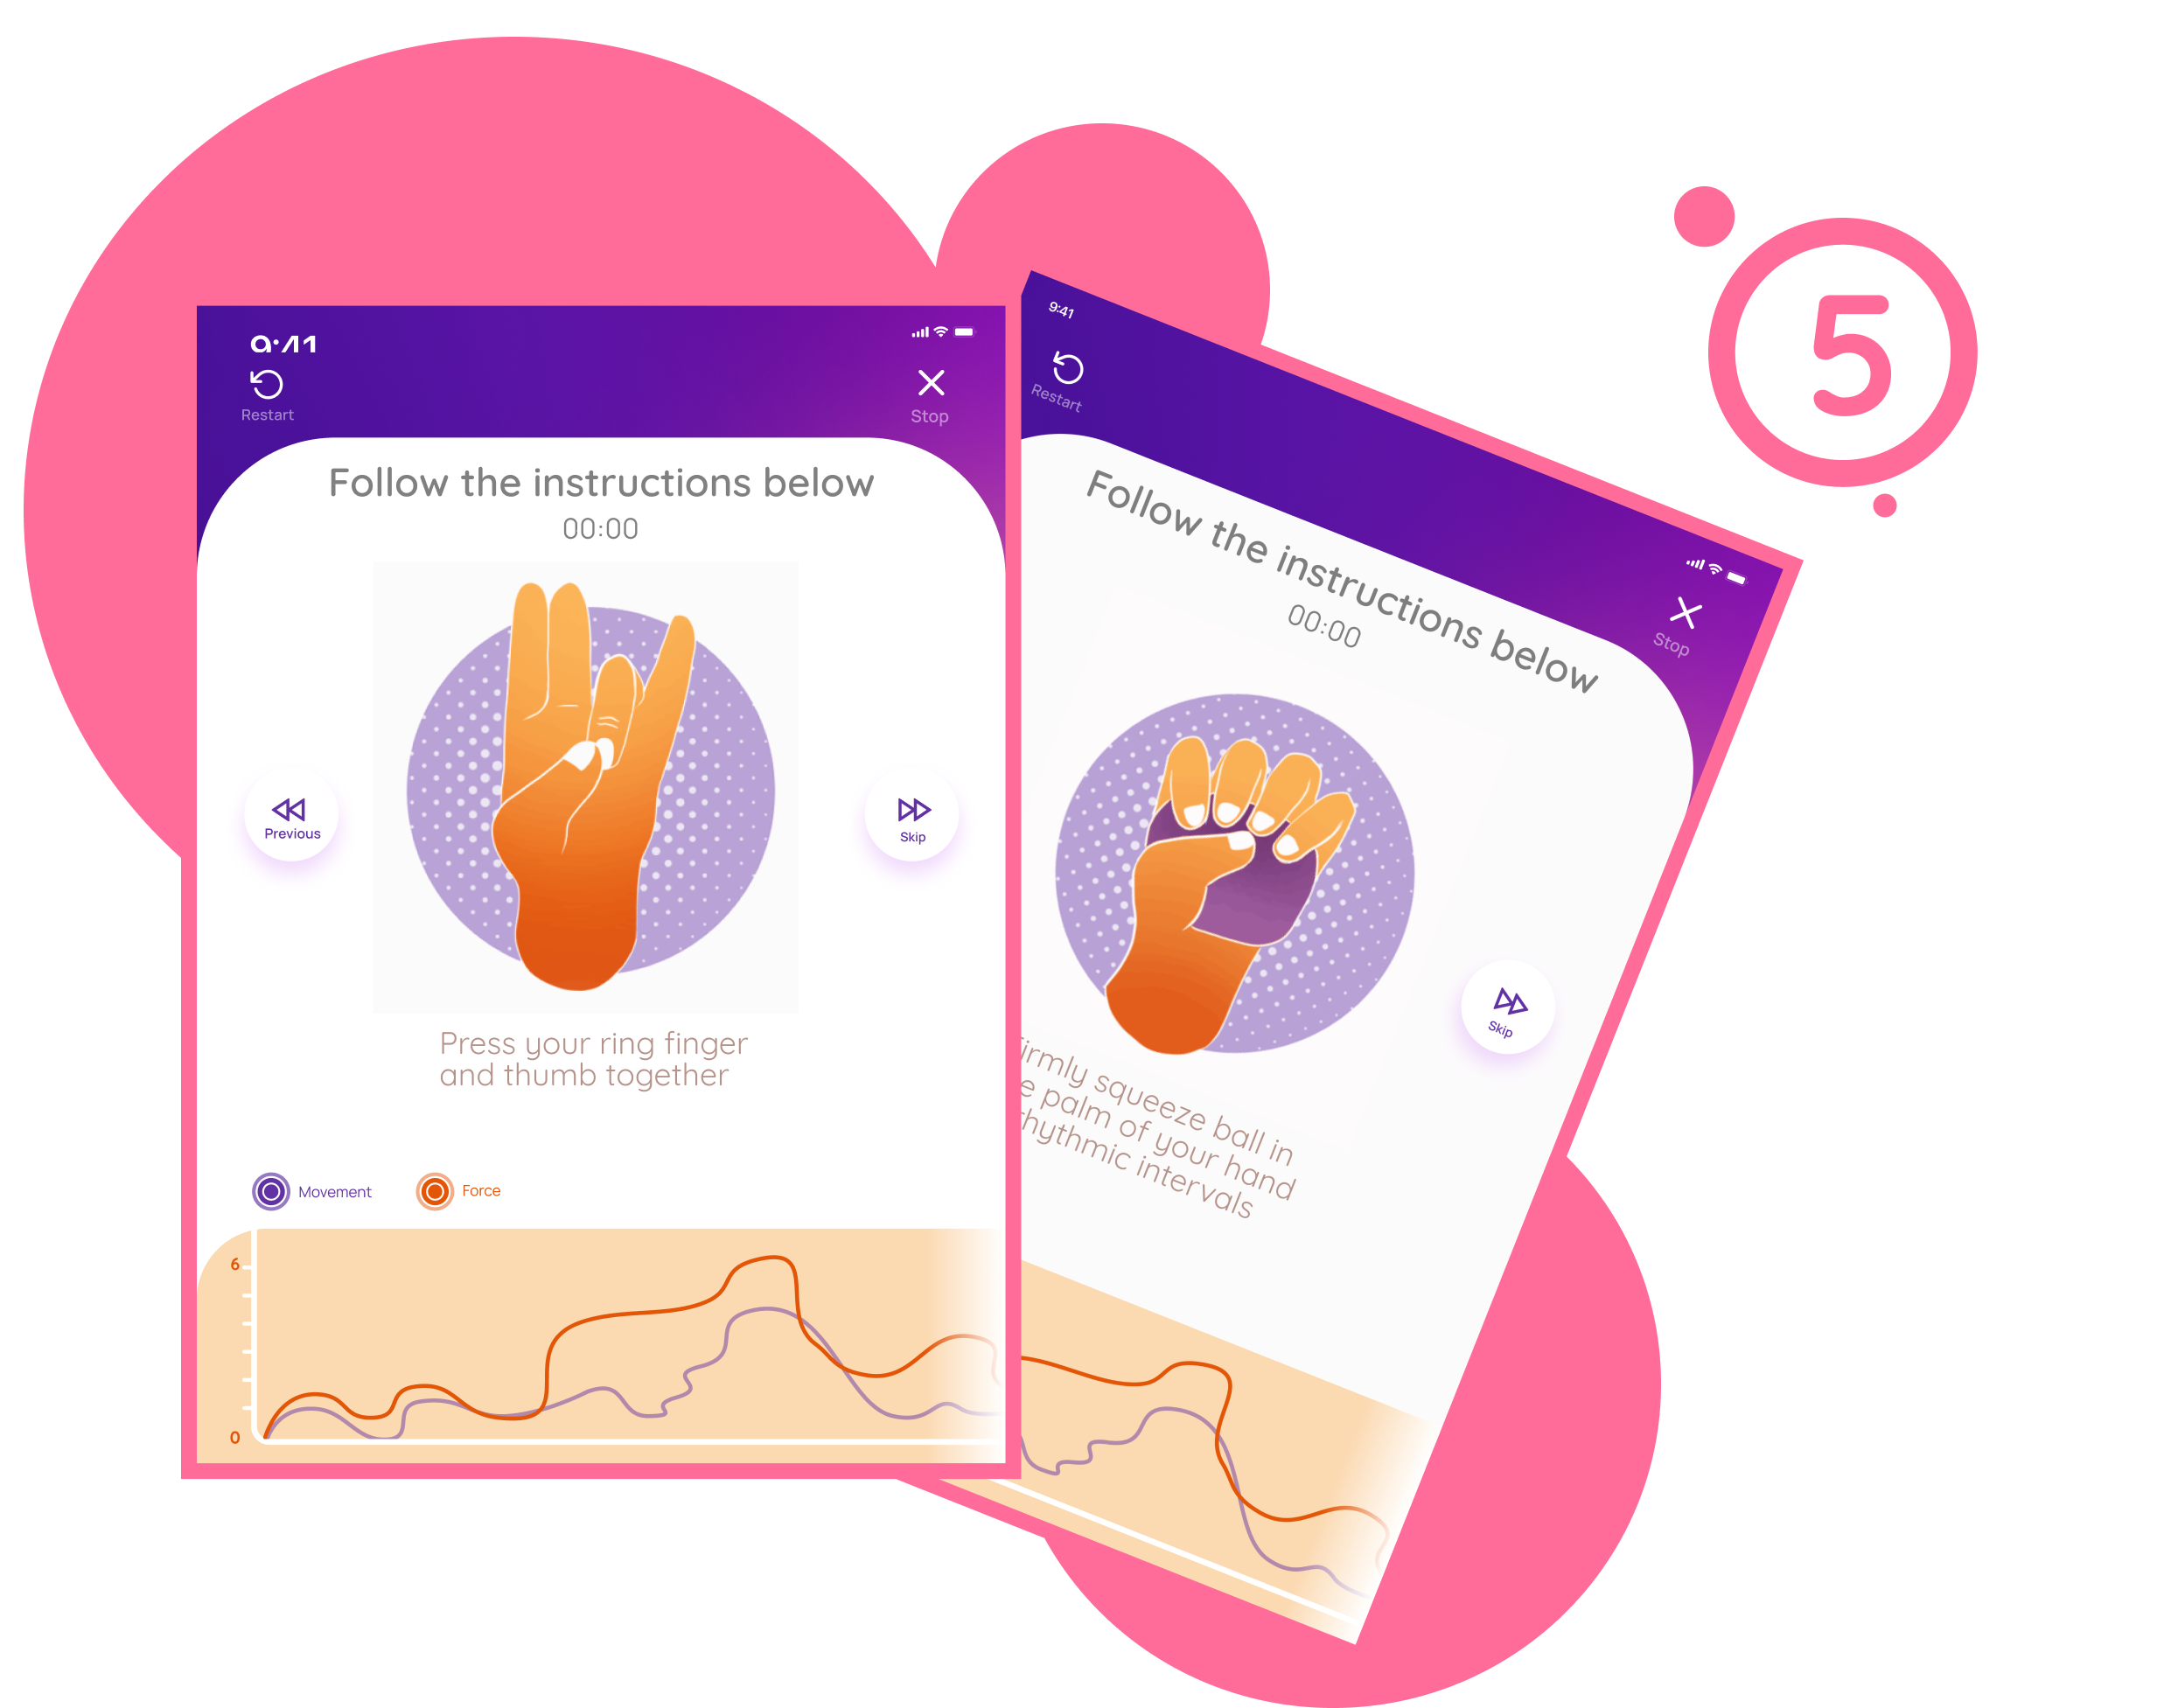 9:41
Restart
Stop
Follow the instructions below
00:00
Previous
Skip
Press your ring finger
and thumb together
Movement
Force
6
0
9:41
Restart
Stop
Follow the instructions below
00:00
Skip
squeeze ball in
palm of your hand
intervals
5